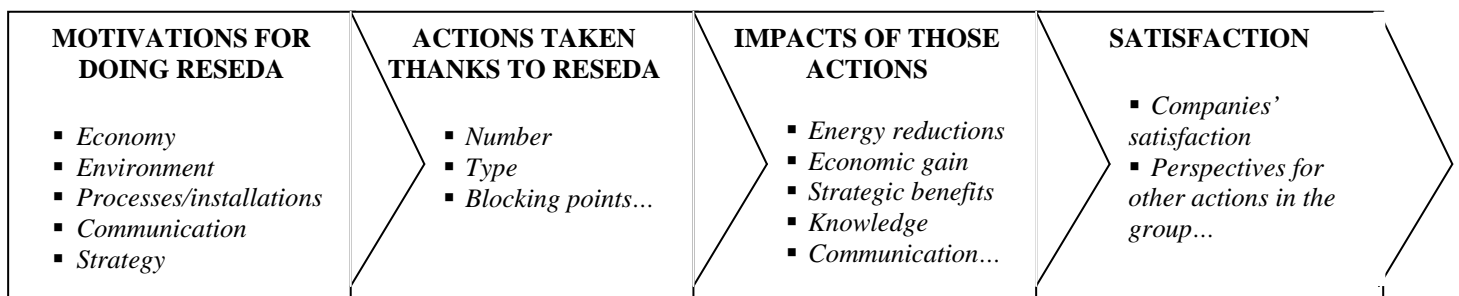 MOTIVATIONS FOR
DOING RESEDA
▪ Economy
▪ Environment
▪ Processes/installations
▪ Communication
▪ Strategy
ACTIONS TAKEN
THANKS TO RESEDA
▪ Number
▪ Type
▪ Blocking points…
IMPACTS OF THOSE
ACTIONS
▪ Energy reductions
▪ Economic gain
▪ Strategic benefits
▪ Knowledge
▪ Communication…
SATISFACTION
▪ Companies’
satisfaction
▪ Perspectives for
other actions in the
group…